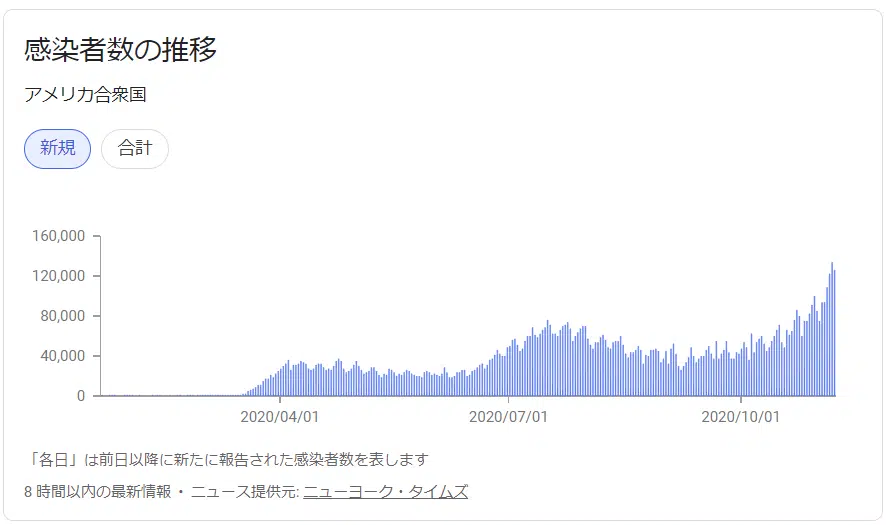 感染者数の推移
アメリカ合衆国
新規 合計
160,000
120,000
80,000
40,000
0
2020/04/01 2020/07/01 2020/10/01
「各日」は前日以降に新たに報告された感染者数を表します
8 時間以内の最新情報・ニュース提供元: ニューヨーク・タイムズ